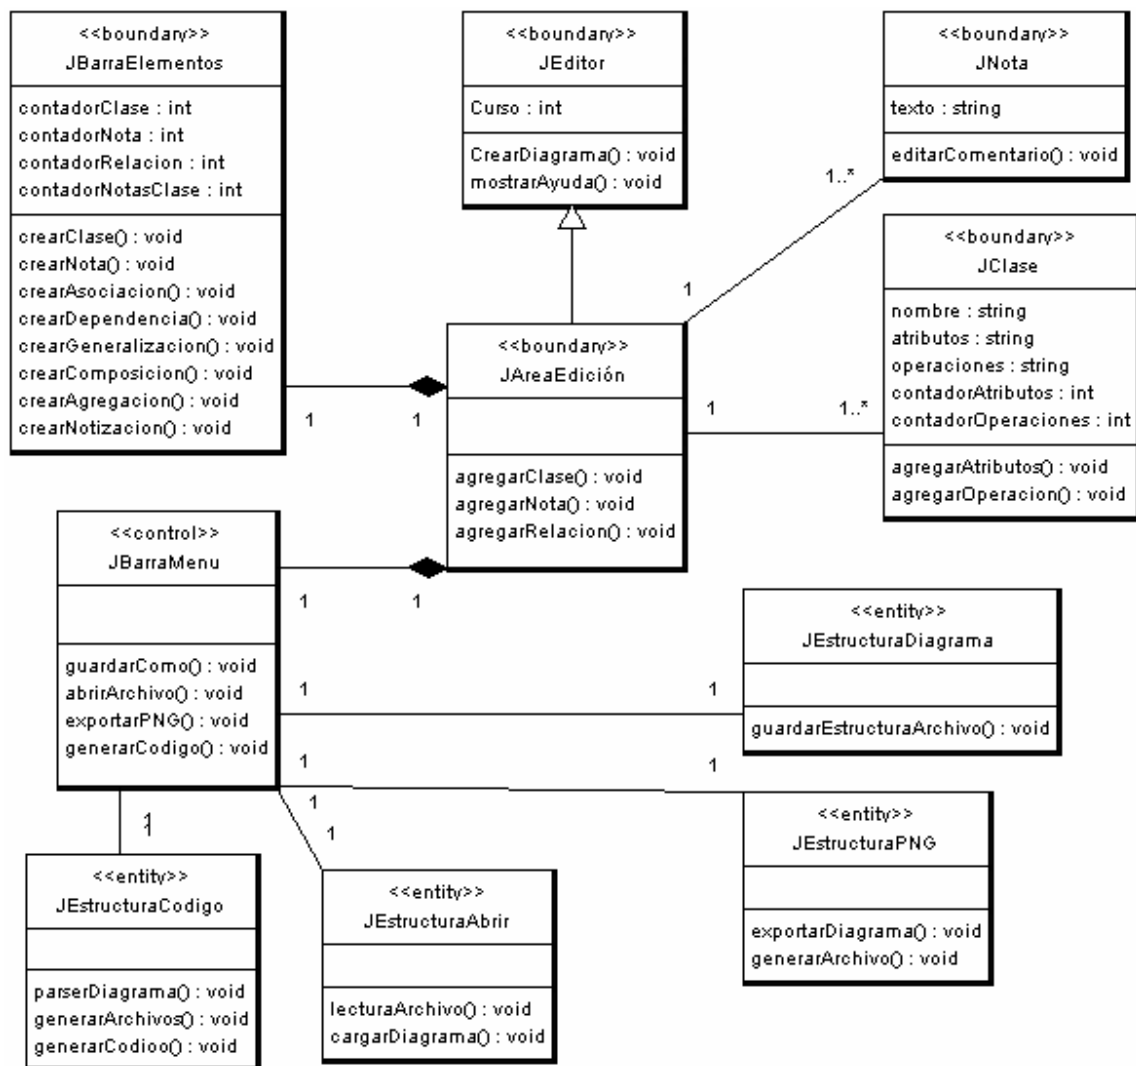 <<boundary>>
JBarraElementos
contadorClase : int
contadorNota : int
contadorRelacion : int
contadorNotasClase : int
crearClase() : void
crearNota() : void
crearAsociacion() : void
crearDependencia() : void
crearGeneralizacion() : void
crearComposicion() : void
crearAgregacion() : void
crearNotizacion() : void
<<boundary>>
JEditor
Curso : int
CrearDiagrama() : void
mostrarAyuda() : void
<<boundary>>
JNota
texto : string
editarComentario() : void
1..*
1
<<boundary>>
JClase
nombre : string
atributos : string
operaciones : string
contadorAtributos : int
contadorOperaciones : int
agregarAtributos() : void
agregarOperacion() : void
<<boundary>>
JAreaEdición
agregarClase() : void
agregarNota() : void
agregarRelacion() : void
1
1..*
1
1
<<control>>
JBarraMenu
guardarComo() : void
abrirArchivo() : void
exportarPNG() : void
generarCodigo() : void
1
1
1
1
<<entity>>
JEstructuraDiagrama
guardarEstructuraArchivo() : void
1
1
1
1
1
1
<<entity>>
JEstructuraPNG
exportarDiagrama() : void
generarArchivo() : void
<<entity>>
JEstructuraCodigo
parserDiagrama() : void
generarArchivos() : void
generarCodioo() : void
<<entity>>
JEstructuraAbrir
lecturaArchivo() : void
cargarDiagrama() : void